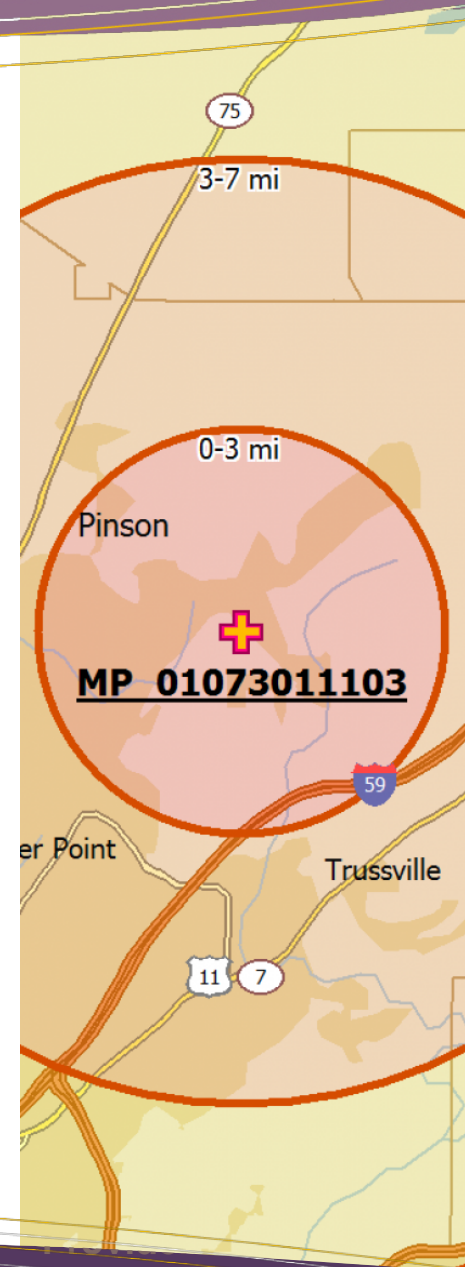 75
3-7 mi
0-3 mi
Pinson
MP 01073011103
59
er Point
Trussville
11 7